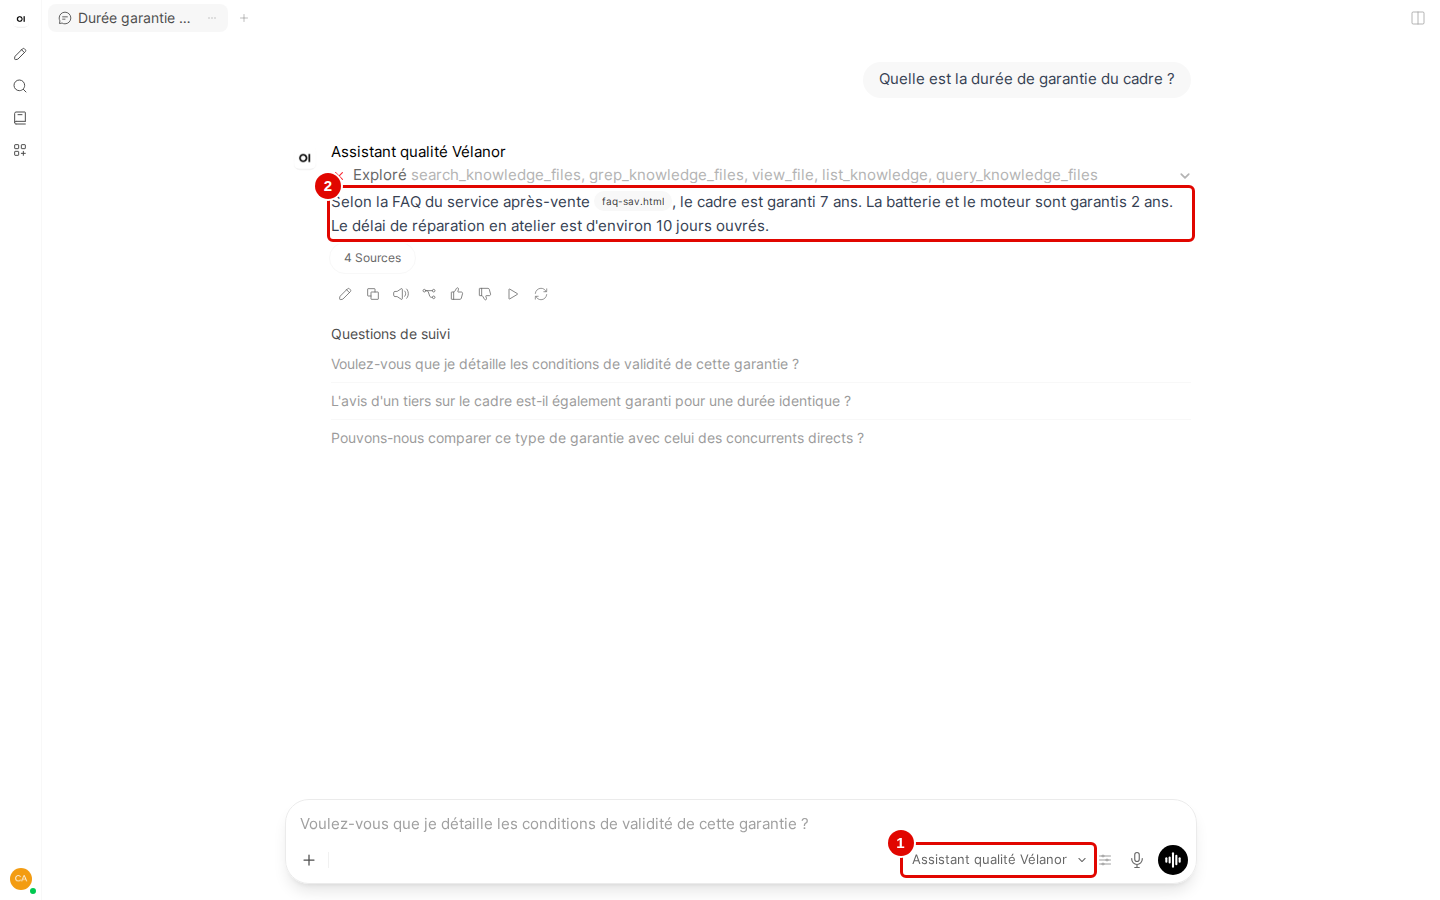 OI
Durée garantie ...
Quelle est la durée de garantie du cadre ?
OI
Assistant qualité Vélanor
Exploré search_knowledge_files, grep_knowledge_files, view_file, list_knowledge, query_knowledge_files
2
Selon la FAQ du service après-vente faq-sav.html , le cadre est garanti 7 ans. La batterie et le moteur sont garantis 2 ans.
Le délai de réparation en atelier est d'environ 10 jours ouvrés.
4 Sources
Questions de suivi
Voulez-vous que je détaille les conditions de validité de cette garantie ?
L'avis d'un tiers sur le cadre est-il également garanti pour une durée identique ?
Pouvons-nous comparer ce type de garantie avec celui des concurrents directs ?
Voulez-vous que je détaille les conditions de validité de cette garantie ?
1
Assistant qualité Vélanor
CA